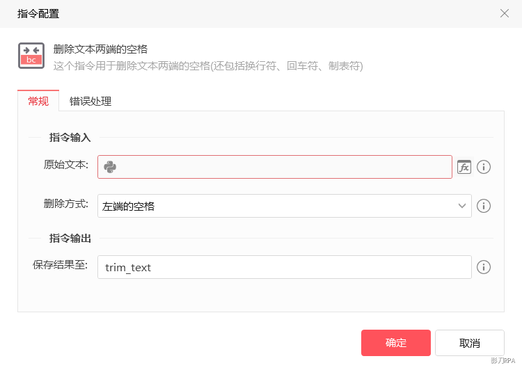 指令配置
bc
删除文本两端的空格
这个指令用于删除文本两端的空格(还包括换行符、回车符、制表符)
常规 错误处理
指令输入
原始文本: fx
删除方式: 左端的空格
指令输出
保存结果至: trim_text
确定 取消
影刀RPA